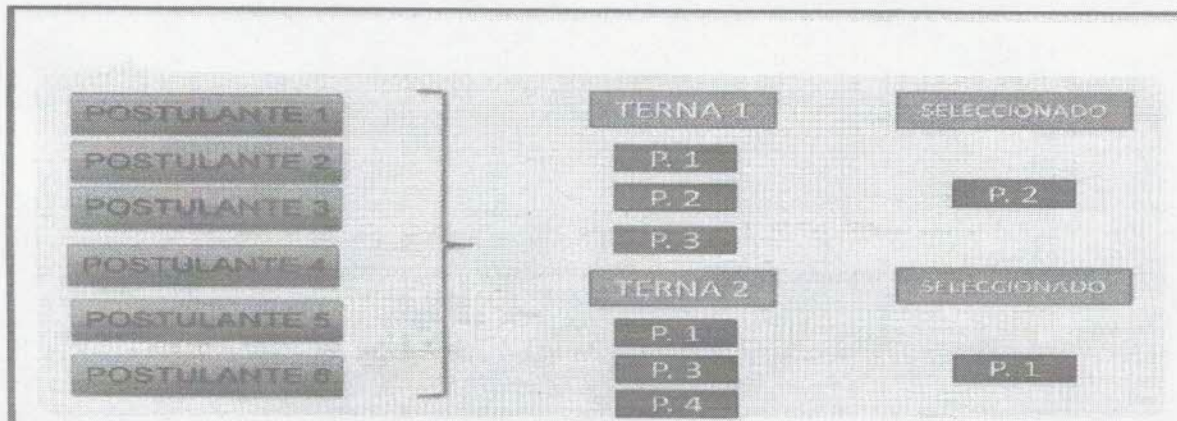 POSTULANTE 1
POSTULANTE 2
POSTULANTE 3
POSTULANTE 4
POSTULANTE 5
POSTULANTE 6
TERNA 1
P. 1
P. 2
P. 3
TERNA 2
P. 1
P. 3
P. 4
SELECCIONADO
P. 2
SELECCIONADO
P. 1